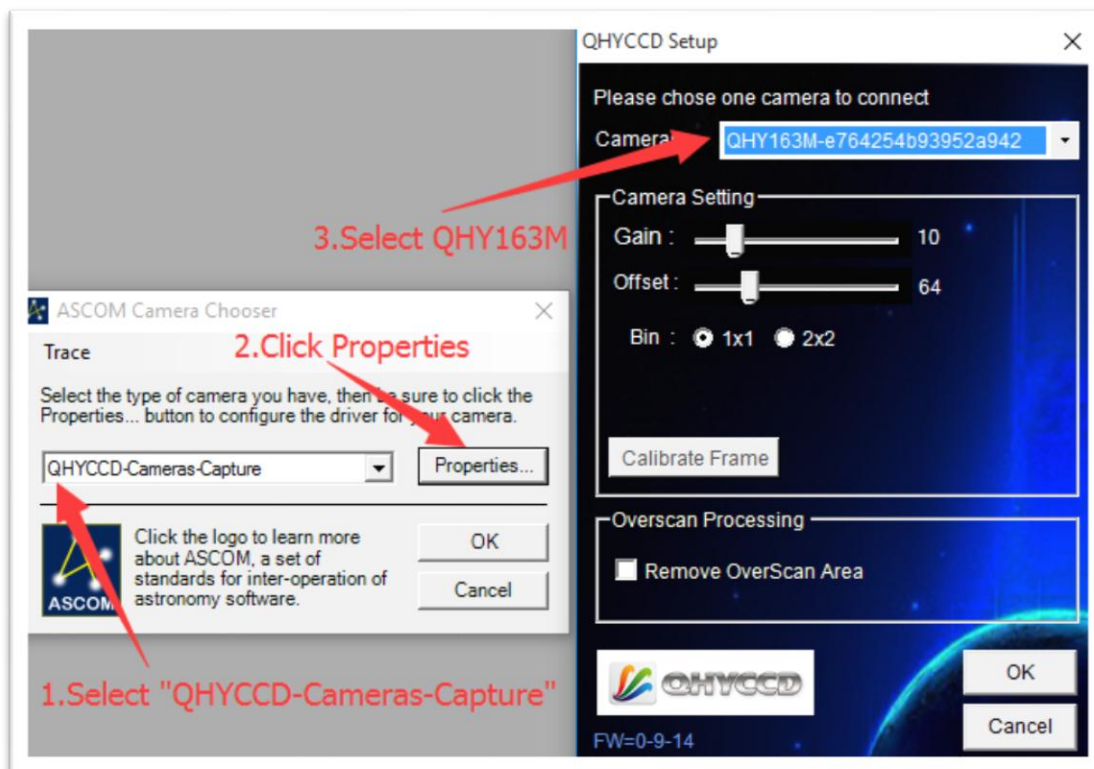 QHYCCD Setup
Please chose one camera to connect
Camera
QHY163M-e764254b93952a942
3.Select QHY163M
Camera Setting
Gain :
10
Offset :
64
Bin :
1x1
2x2
Calibrate Frame
Overscan Processing
Remove OverScan Area
QHYCCD
OK
Cancel
FW=0-9-14
ASCOM Camera Chooser
2.Click Properties
Trace
Select the type of camera you have, then be sure to click the
Properties... button to configure the driver for your camera.
QHYCCD-Cameras-Capture
Properties...
Click the logo to learn more
about ASCOM, a set of
standards for inter-operation of
astronomy software.
ASCOM
OK
Cancel
1.Select "QHYCCD-Cameras-Capture"